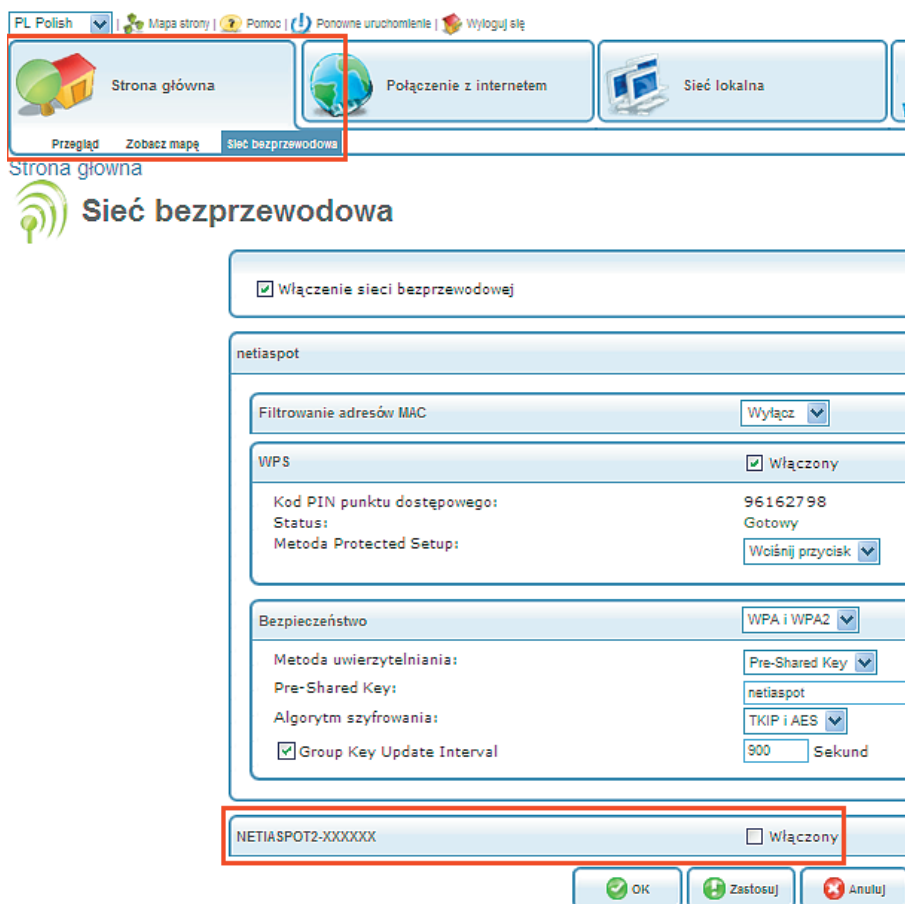 PL Polish | Mapa strony | Pomoc | Ponowne uruchomienie | Wyloguj się
Strona główna Połączenie z internetem Sieć lokalna
Przegląd Zobacz mapę Sieć bezprzewodowa
Strona główna
Sieć bezprzewodowa
Włączenie sieci bezprzewodowej
netiaspot
Filtrowanie adresów MAC Wyłącz
WPS Włączony
Kod PIN punktu dostępowego: 96162798
Status: Gotowy
Metoda Protected Setup: Wciśnij przycisk
Bezpieczeństwo WPA i WPA2
Metoda uwierzytelniania: Pre-Shared Key
Pre-Shared Key: netiaspot
Algorytm szyfrowania: TKIP i AES
Group Key Update Interval 900 Sekund
NETIASPOT2-XXXXXX Włączony
OK Zastosuj Anuluj